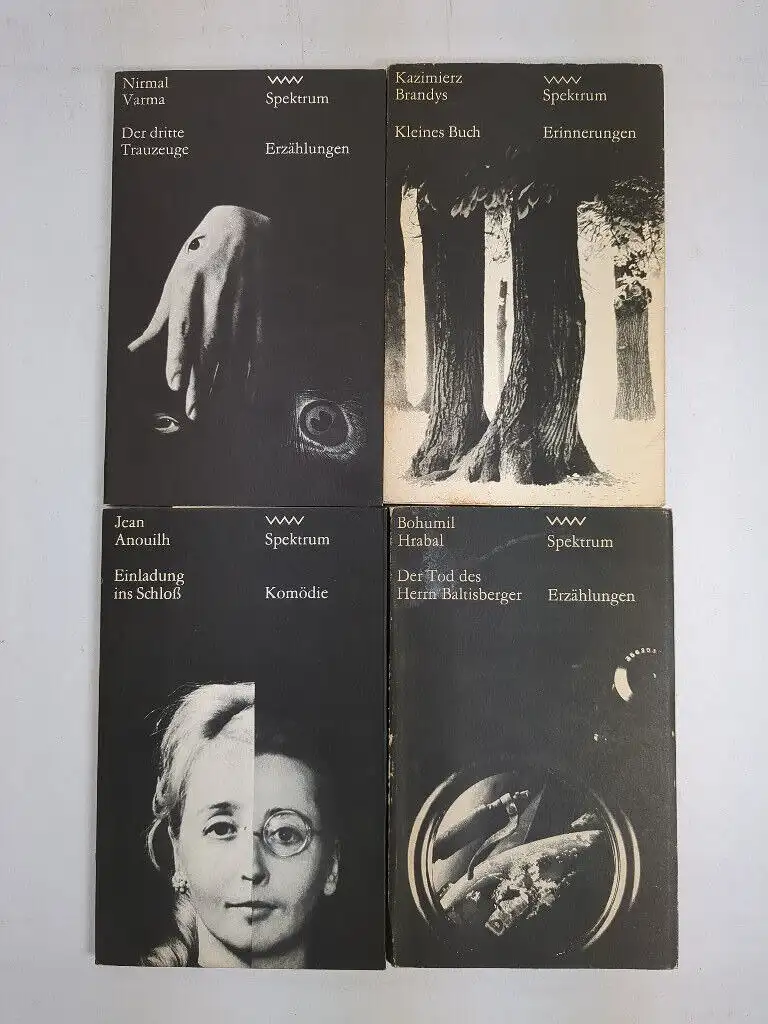 Nirmal
Varma
Spektrum
Der dritte
Trauzeuge
Erzählungen
Kazimierz
Brandys
Spektrum
Kleines Buch
Erinnerungen
Jean
Anouilh
Spektrum
Einladung
ins Schloß
Komödie
Bohumil
Hrabal
Spektrum
Der Tod des
Herrn Baltisberger
Erzählungen